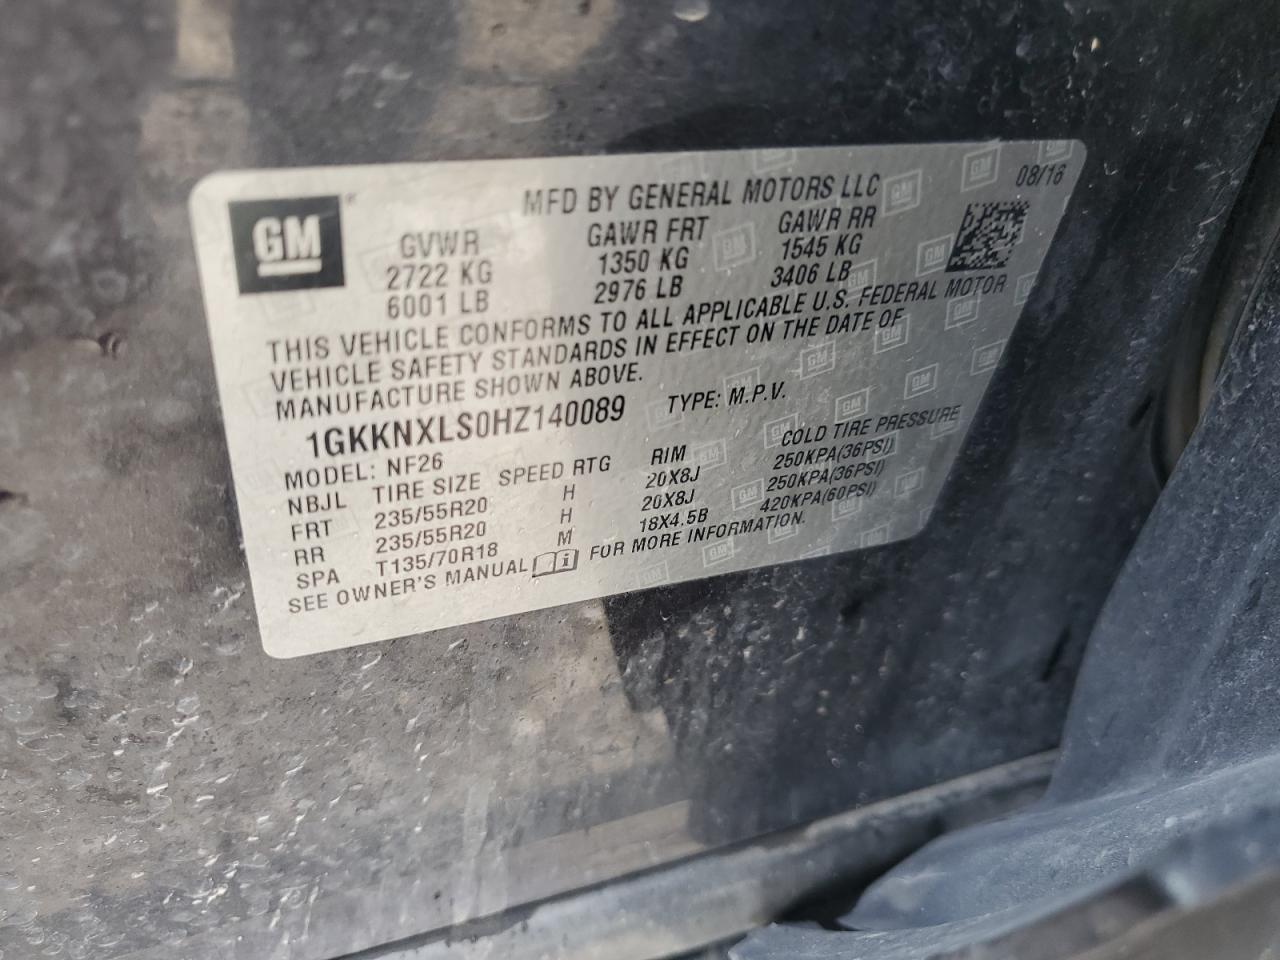 GM
MFD BY GENERAL MOTORS LLC 08/16
GVWR GAWR FRT GAWR RR
2722 KG 1350 KG 1545 KG
6001 LB 2976 LB 3406 LB
THIS VEHICLE CONFORMS TO ALL APPLICABLE U.S. FEDERAL MOTOR
VEHICLE SAFETY STANDARDS IN EFFECT ON THE DATE OF
MANUFACTURE SHOWN ABOVE.
1GKKNXLS0HZ140089 TYPE: M.P.V.
MODEL: NF26
NBJL TIRE SIZE SPEED RTG RIM COLD TIRE PRESSURE
FRT 235/55R20 H 20X8J 250KPA(36PSI)
RR 235/55R20 H 20X8J 250KPA(36PSI)
SPA T135/70R18 M 18X4.5B 420KPA(60PSI)
SEE OWNER'S MANUAL FOR MORE INFORMATION.